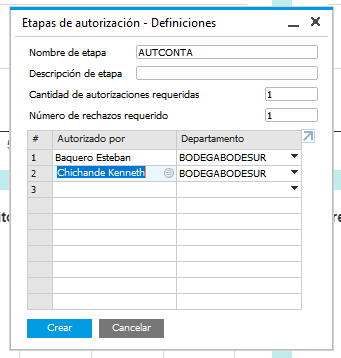 Etapas de autorización - Definiciones
Nombre de etapa AUTCONTA
Descripción de etapa
Cantidad de autorizaciones requeridas 1
Número de rechazos requerido 1
# Autorizado por Departamento
1 Baquero Esteban BODEGABODESUR
2 Chichande Kenneth BODEGABODESUR
3
Crear Cancelar